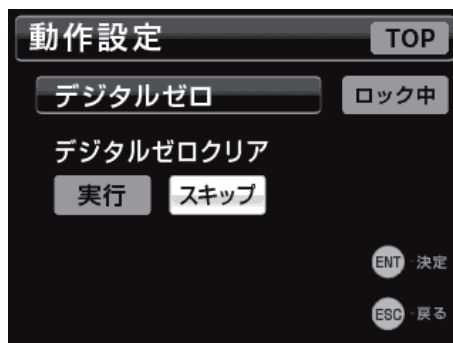 動作設定 TOP
デジタルゼロ ロック中
デジタルゼロクリア
実行 スキップ
ENT -決定
ESC -戻る